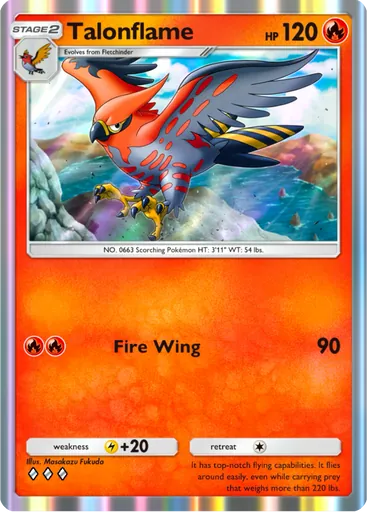 STAGE 2 Talonflame HP 120
Evolves from Fletchinder
NO. 0663 Scorching Pokémon HT: 3'11" WT: 54 lbs.
Fire Wing 90
weakness +20 retreat
Illus. Masakazu Fukuda
It has top-notch flying capabilities. It flies
around easily, even while carrying prey
that weighs more than 220 lbs.